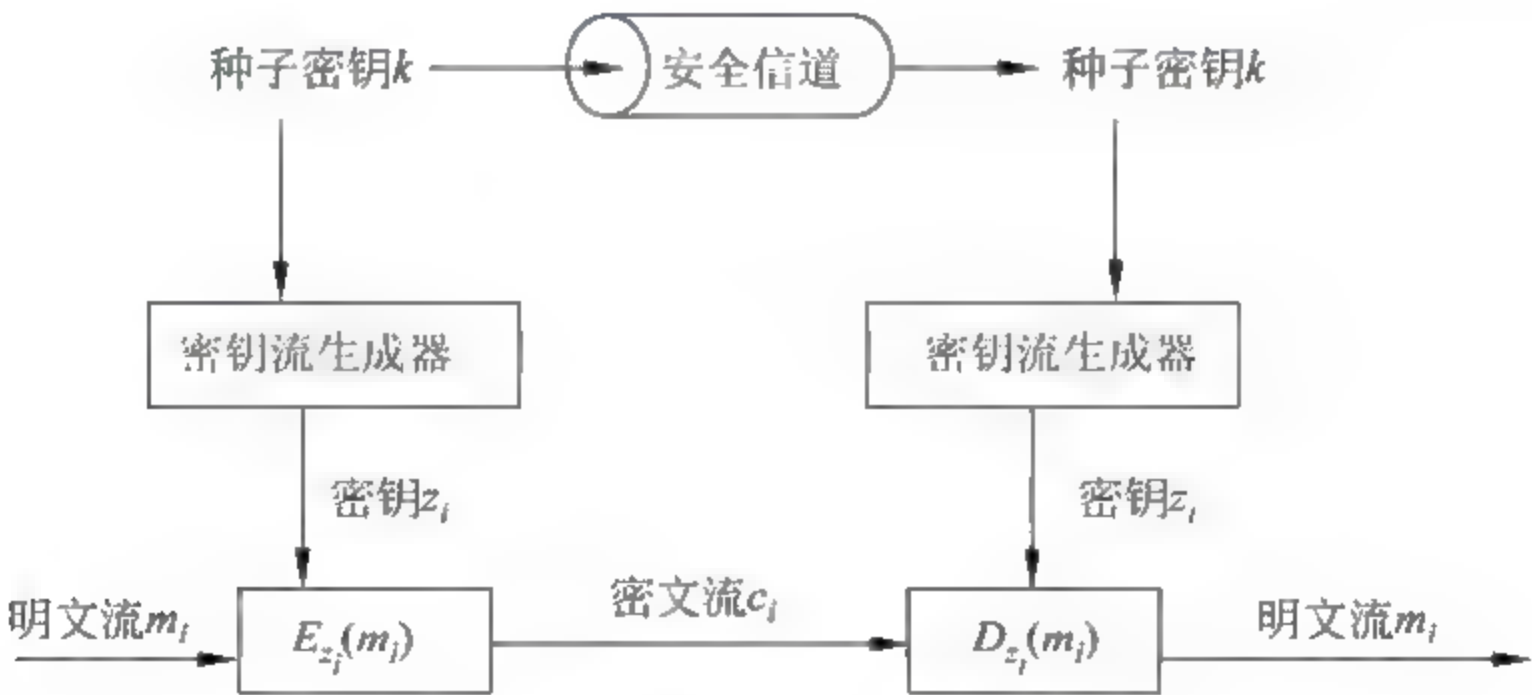 种子密钥k
安全信道
种子密钥k
密钥流生成器
密钥流生成器
密钥z_i
密钥z_i
明文流m_i
E_{z_i}(m_i)
密文流c_i
D_{z_i}(m_i)
明文流m_i